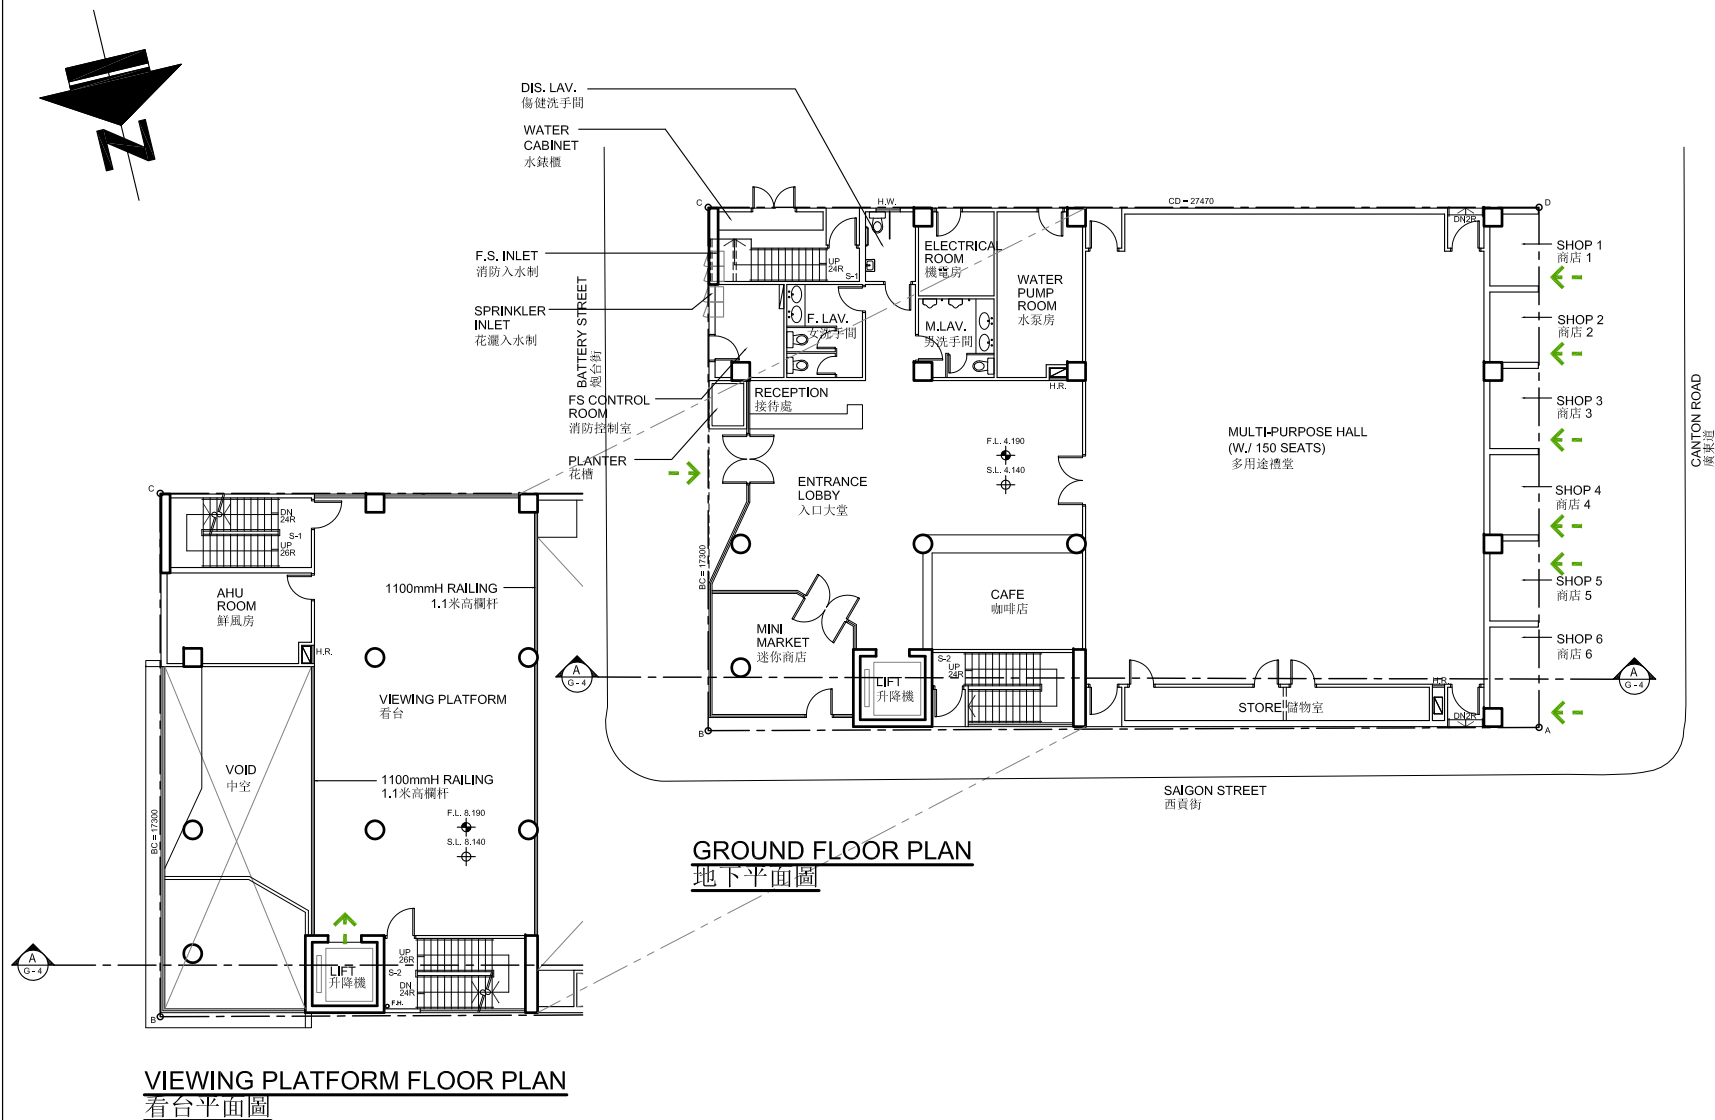 N
DIS. LAV.
傷健洗手間
WATER
CABINET
水錶櫃
F.S. INLET
消防入水制
SPRINKLER
INLET
花灑入水制
BATTERY STREET
炮台街
FS CONTROL
ROOM
消防控制室
PLANTER
花槽
C
H.W.
CD = 27470
D
UP
24R
S-1
ELECTRICAL
ROOM
機電房
WATER
PUMP
ROOM
水泵房
F. LAV.
女洗手間
M.LAV.
男洗手間
H.R.
RECEPTION
接待處
F.L. 4.190
S.L. 4.140
ENTRANCE
LOBBY
入口大堂
BC = 17300
MULTI-PURPOSE HALL
(W./ 150 SEATS)
多用途禮堂
DN2R
SHOP 1
商店 1
SHOP 2
商店 2
SHOP 3
商店 3
SHOP 4
商店 4
SHOP 5
商店 5
SHOP 6
商店 6
CANTON ROAD
廣東道
CAFE
咖啡店
MINI
MARKET
迷你商店
LIFT
升降機
S-2
UP
24R
STORE 儲物室
H.R.
DN2R
A
G-4
A
G-4
B
A
SAIGON STREET
西貢街
GROUND FLOOR PLAN
地下平面圖
C
DN
24R
S-1
UP
26R
AHU
ROOM
鮮風房
H.R.
1100mmH RAILING
1.1米高欄杆
VIEWING PLATFORM
看台
VOID
中空
1100mmH RAILING
1.1米高欄杆
F.L. 8.190
S.L. 8.140
BC = 17300
LIFT
升降機
UP
26R
S-2
DN
24R
F.H.
A
G-4
B
VIEWING PLATFORM FLOOR PLAN
看台平面圖